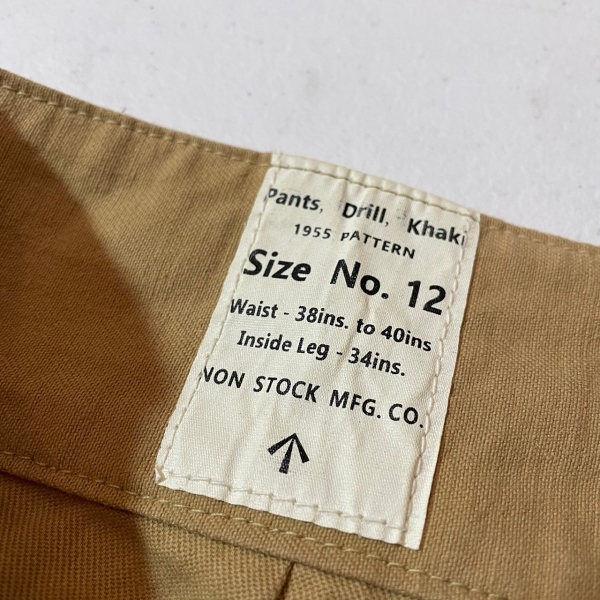 Pants, Drill, Khaki
1955 PATTERN
Size No. 12
Waist - 38ins. to 40ins
Inside Leg - 34ins.
NON STOCK MFG. CO.